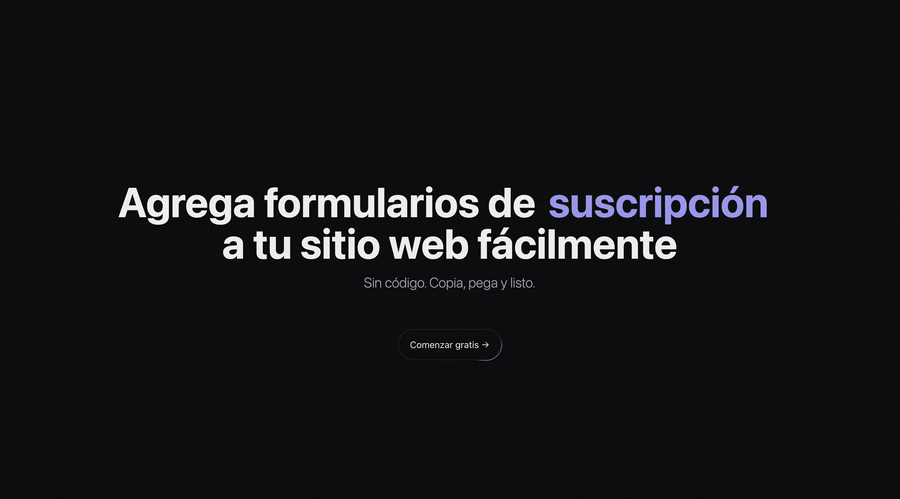 Agrega formularios de suscripción
a tu sitio web fácilmente
Sin código. Copia, pega y listo.
Comenzar gratis →